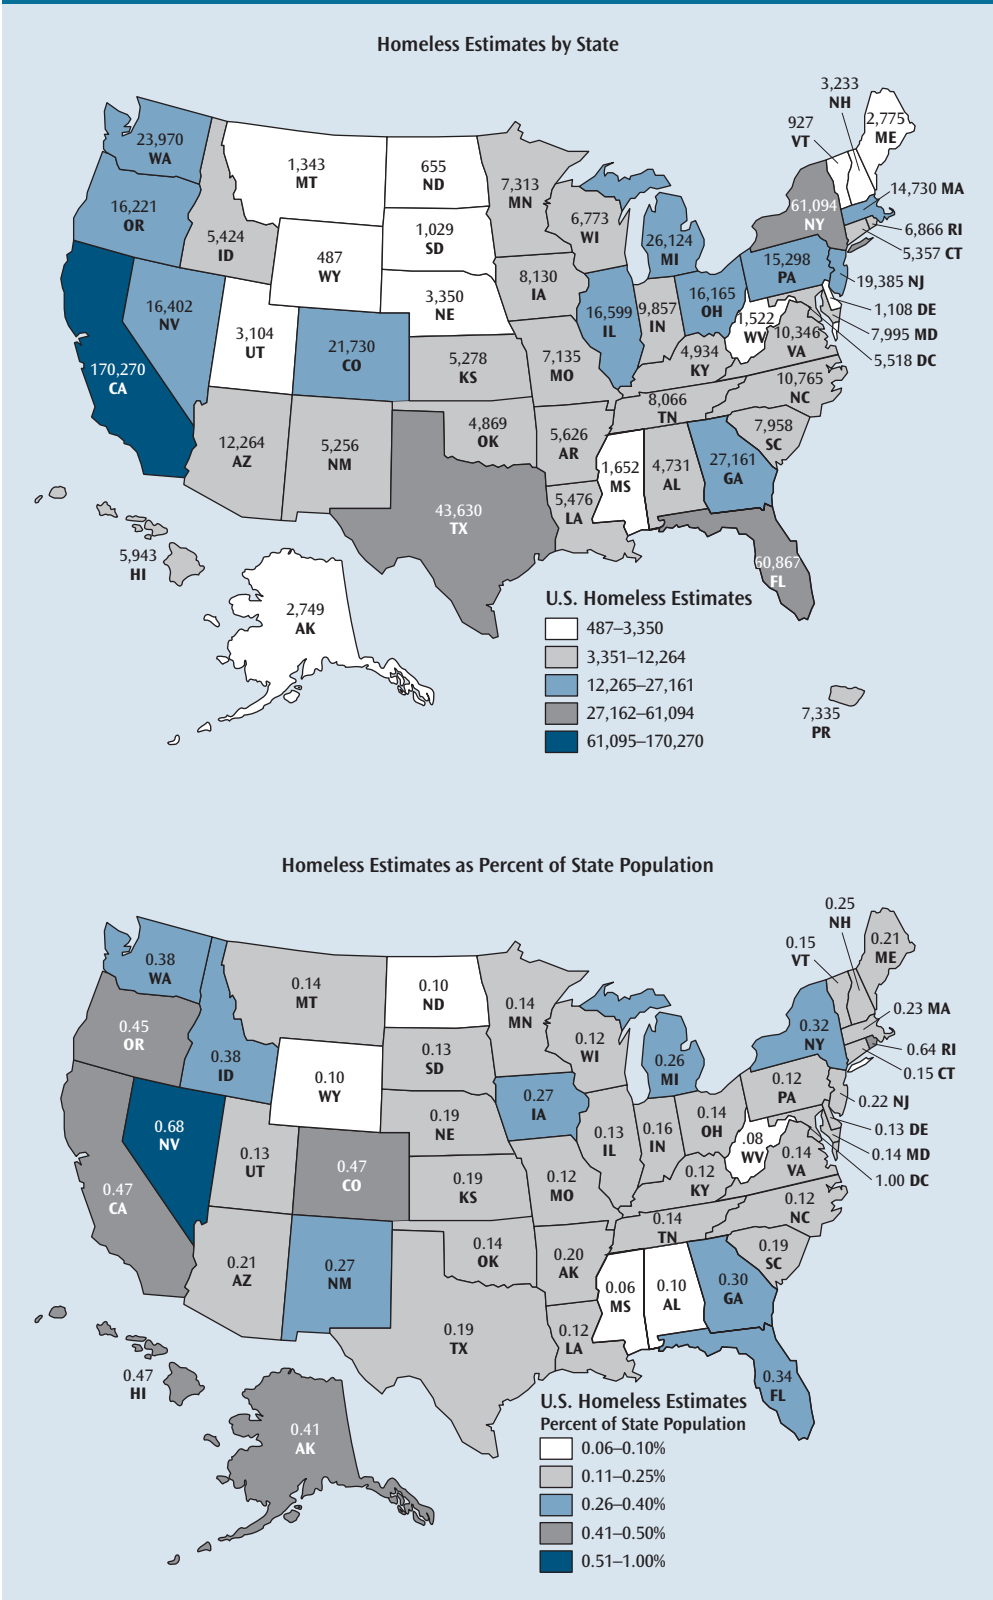 Homeless Estimates by State
3,233
NH
2,775
ME
927
VT
23,970
WA
1,343
MT
655
ND
7,313
MN
14,730 MA
16,221
OR
61,094
NY
6,773
WI
6,866 RI
5,424
ID
1,029
SD
26,124
MI
5,357 CT
487
WY
15,298
PA
8,130
IA
19,385 NJ
16,402
NV
3,350
NE
16,165
OH
16,599
IL
9,857
IN
1,108 DE
1,522
WV
3,104
UT
21,730
CO
10,346
VA
7,995 MD
5,278
KS
7,135
MO
4,934
KY
5,518 DC
170,270
CA
10,765
NC
8,066
TN
12,264
AZ
5,256
NM
4,869
OK
5,626
AR
7,958
SC
1,652
MS
4,731
AL
27,161
GA
5,476
LA
43,630
TX
5,943
HI
60,867
FL
2,749
AK
U.S. Homeless Estimates
487–3,350
3,351–12,264
12,265–27,161
27,162–61,094
61,095–170,270
7,335
PR
Homeless Estimates as Percent of State Population
0.25
NH
0.21
ME
0.15
VT
0.38
WA
0.14
MT
0.10
ND
0.14
MN
0.23 MA
0.45
OR
0.32
NY
0.12
WI
0.64 RI
0.38
ID
0.13
SD
0.26
MI
0.15 CT
0.10
WY
0.12
PA
0.27
IA
0.22 NJ
0.68
NV
0.19
NE
0.14
OH
0.13
IL
0.16
IN
0.13 DE
.08
WV
0.13
UT
0.47
CO
0.14
VA
0.14 MD
0.19
KS
0.12
MO
0.12
KY
1.00 DC
0.47
CA
0.12
NC
0.14
TN
0.21
AZ
0.27
NM
0.14
OK
0.20
AK
0.19
SC
0.06
MS
0.10
AL
0.30
GA
0.12
LA
0.19
TX
0.47
HI
0.34
FL
0.41
AK
U.S. Homeless Estimates
Percent of State Population
0.06–0.10%
0.11–0.25%
0.26–0.40%
0.41–0.50%
0.51–1.00%